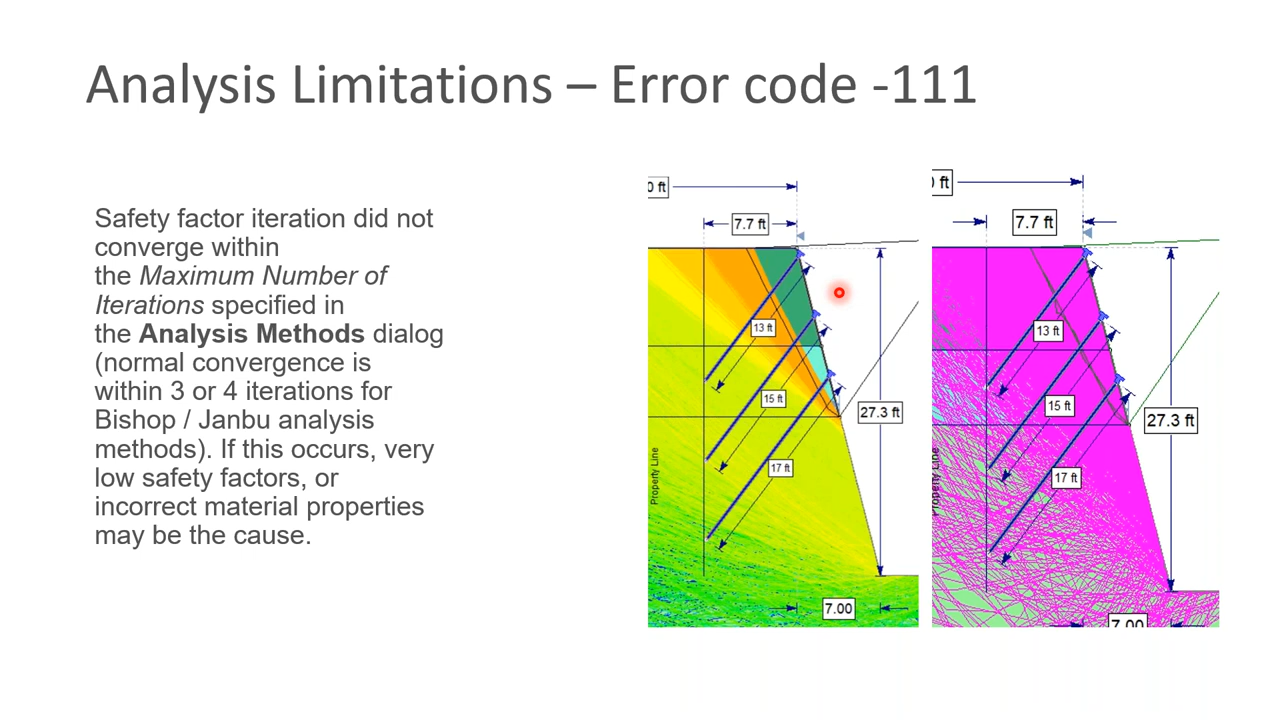 Analysis Limitations – Error code -111
Safety factor iteration did not
converge within
the Maximum Number of
Iterations specified in
the Analysis Methods dialog
(normal convergence is
within 3 or 4 iterations for
Bishop / Janbu analysis
methods). If this occurs, very
low safety factors, or
incorrect material properties
may be the cause.
0 ft
7.7 ft
13 ft
15 ft
27.3 ft
17 ft
Property Line
7.00
ft
7.7 ft
13 ft
15 ft
27.3 ft
17 ft
Property Line
7.00